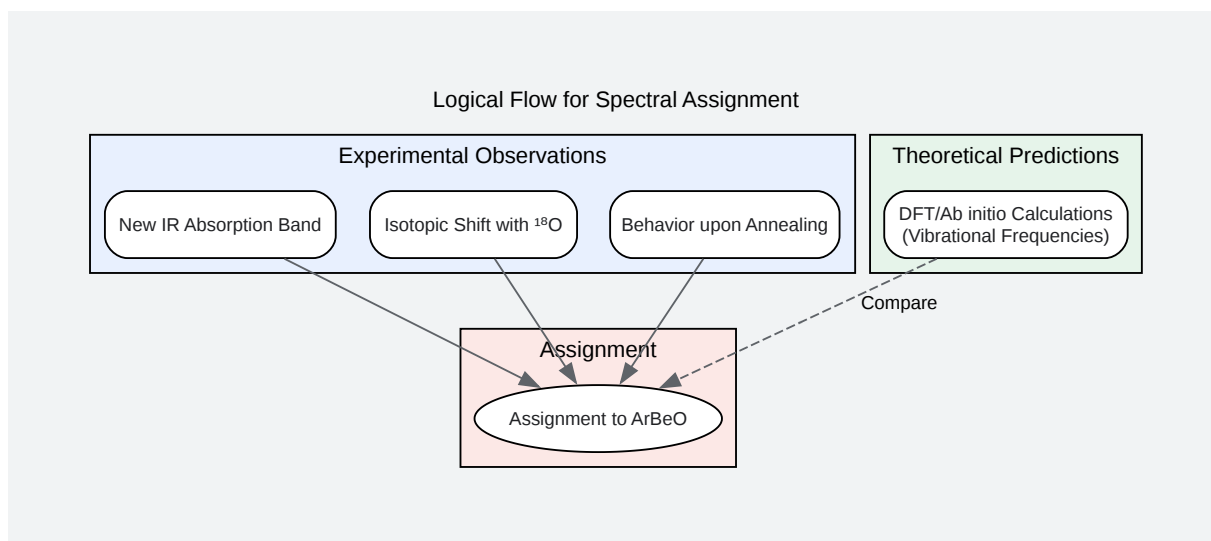 Logical Flow for Spectral Assignment
Experimental Observations
New IR Absorption Band
Isotopic Shift with ¹⁸O
Behavior upon Annealing
Theoretical Predictions
DFT/Ab initio Calculations
(Vibrational Frequencies)
Compare
Assignment
Assignment to ArBeO